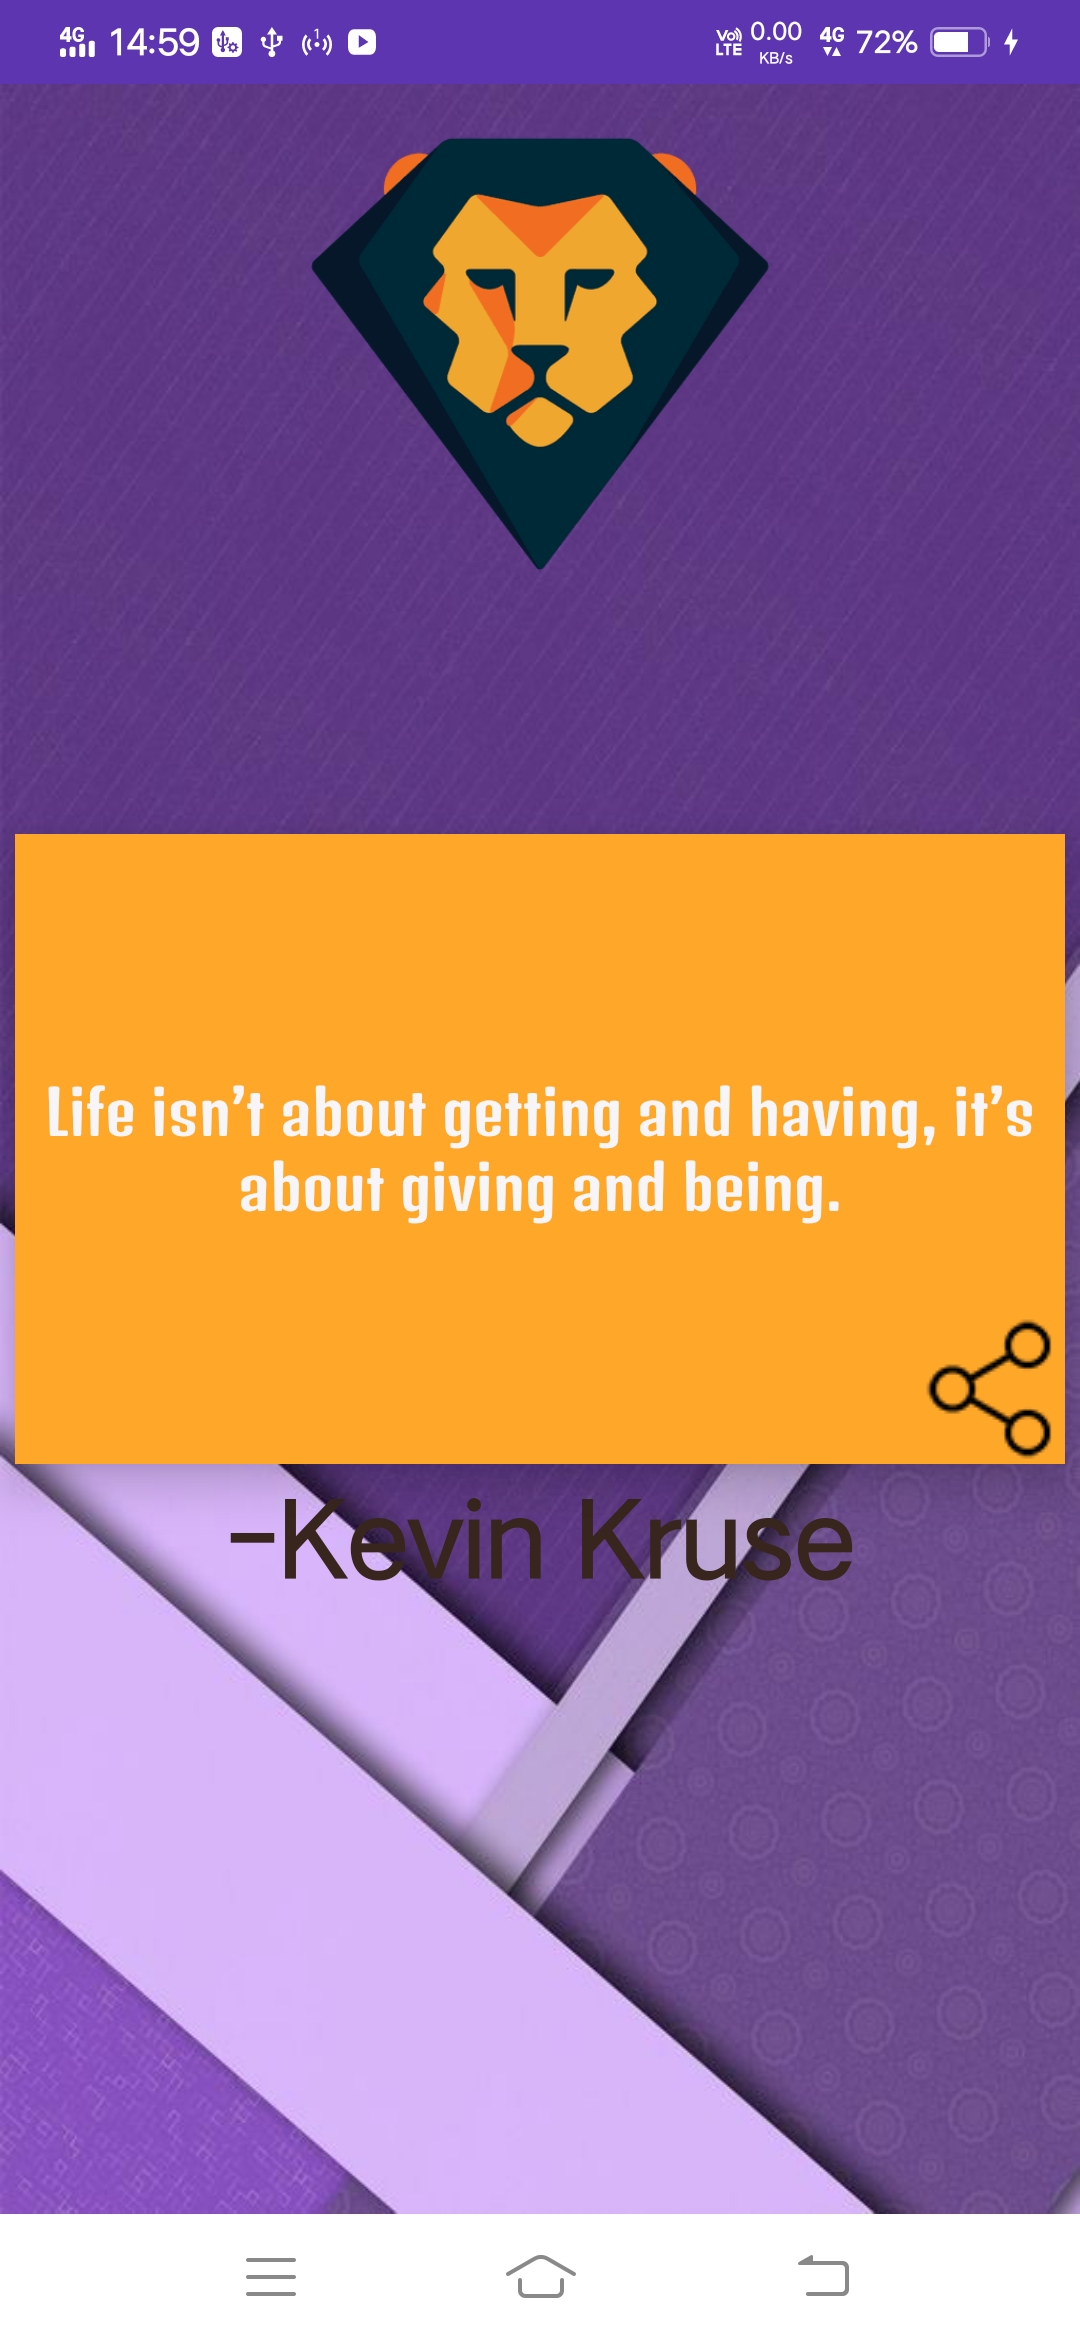 4G 14:59 1 Vo)) LTE 0.00 KB/s 4G 72%
Life isn’t about getting and having, it’s
about giving and being.
–Kevin Kruse